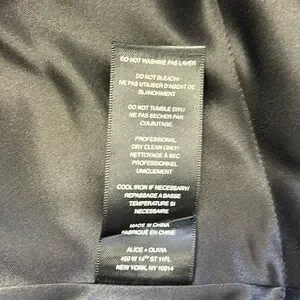 DO NOT WASH/NE PAS LAVER
DO NOT BLEACH/
NE PAS UTILISER D'AGENT DE
BLANCHIMENT
DO NOT TUMBLE DRY/
NE PAS SECHER PAR
CULBUTAGE
PROFESSIONAL
DRY CLEAN ONLY/
NETTOYAGE À SEC
PROFESSIONNEL
UNIQUEMENT
COOL IRON IF NECESSARY/
REPASSAGE A BASSE
TEMPERATURE SI
NECESSAIRE
MADE IN CHINA
FABRIQUÉ EN CHINE
ALICE + OLIVIA
450 W 14TH ST 11FL
NEW YORK, NY 10014